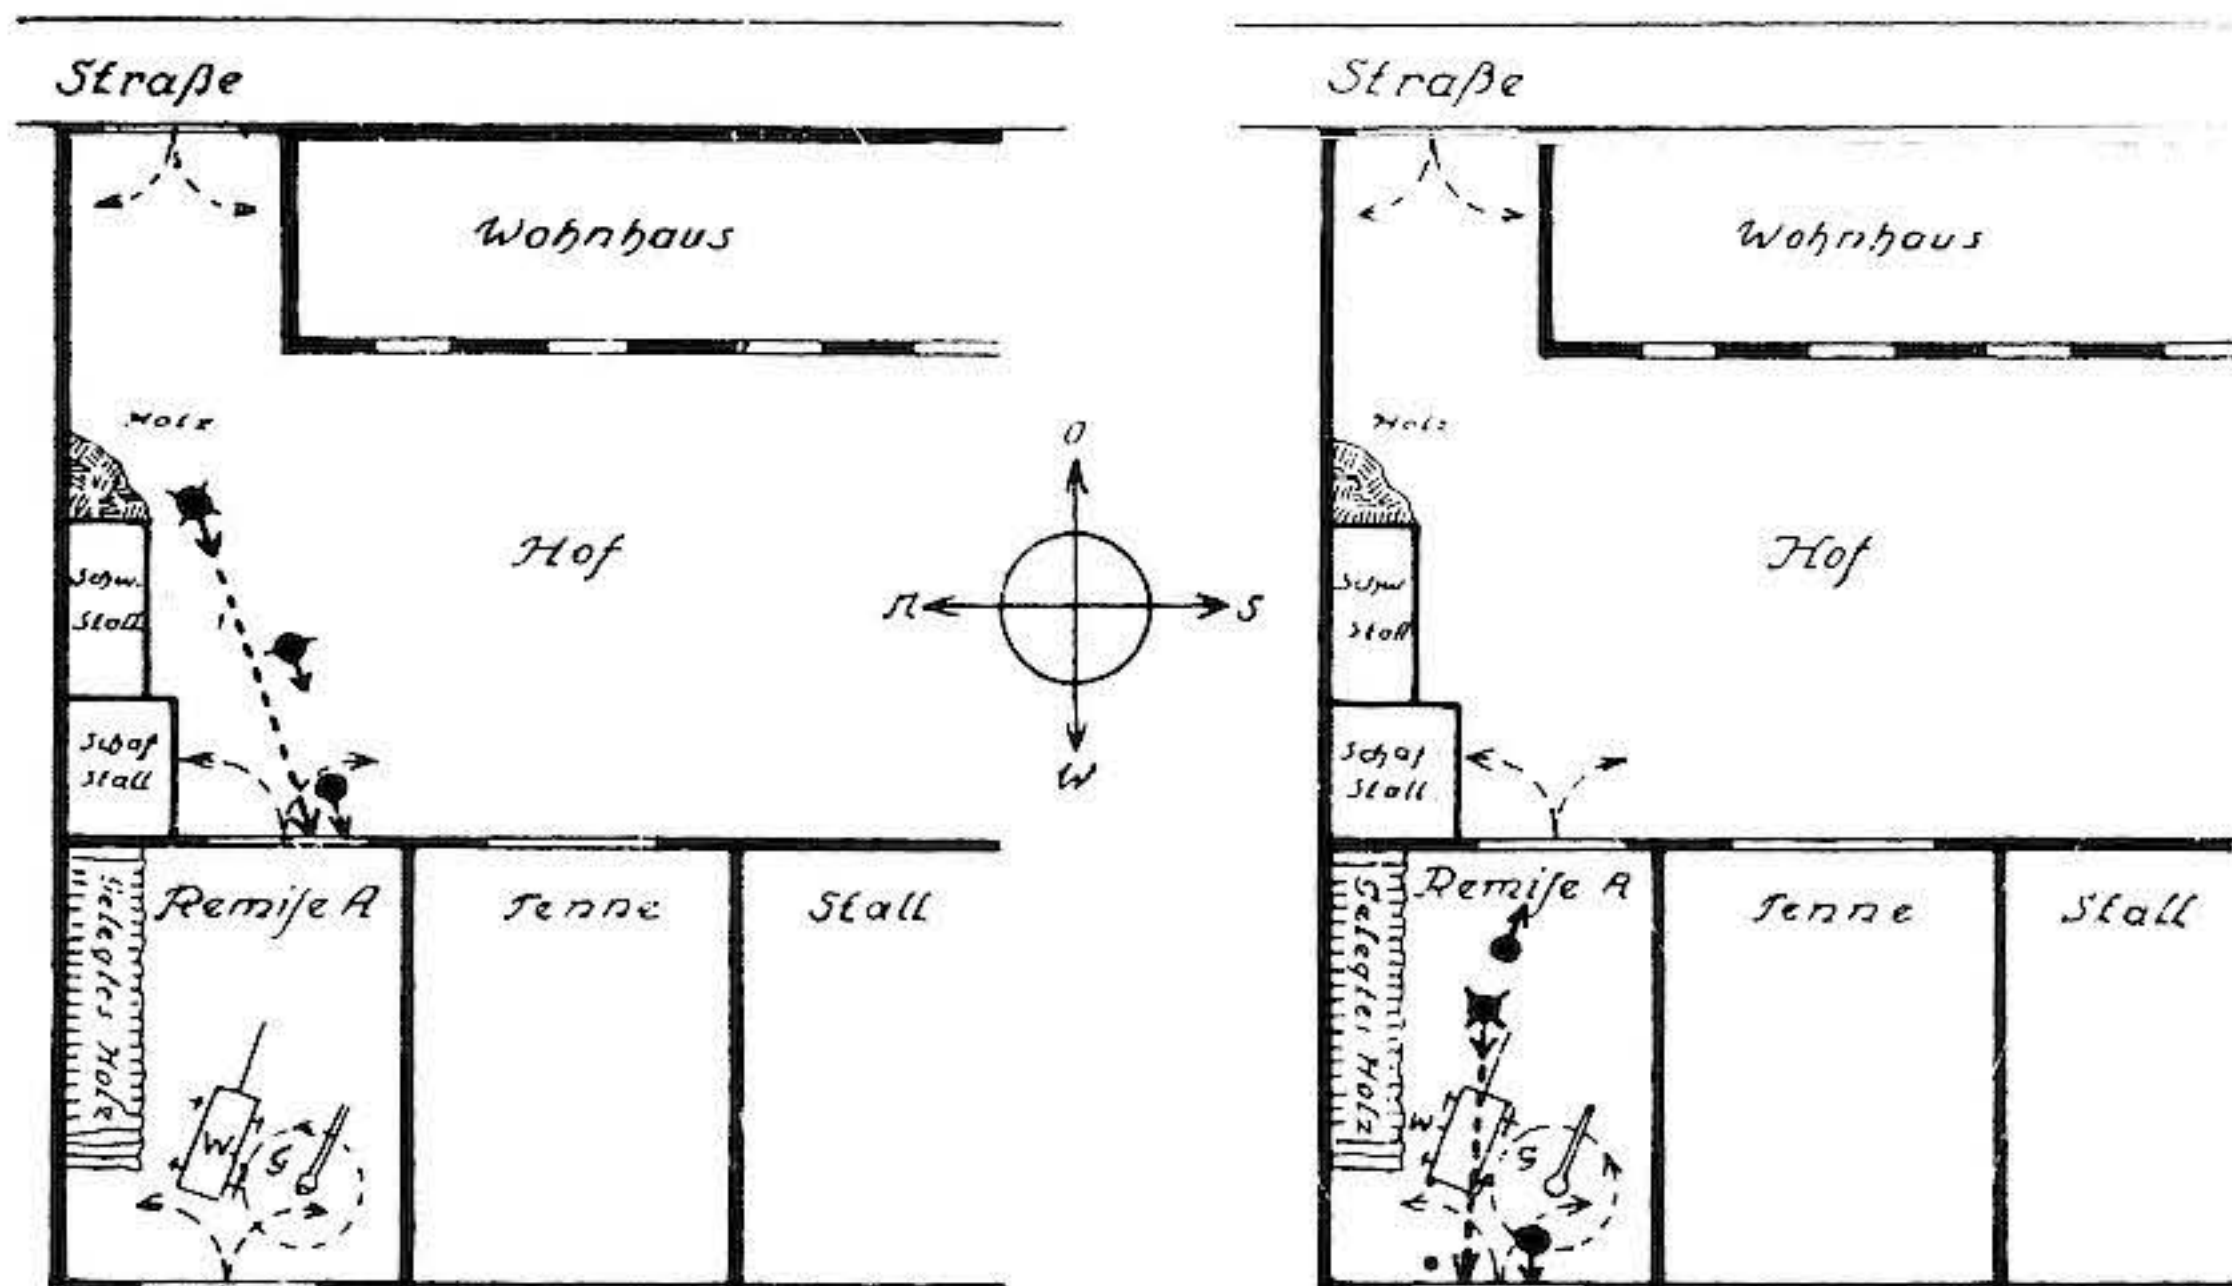 Straße
Wohnhaus
Holz
Hof
Schw.
Stall
Schaf
Stall
Remise A
Tenne
Stall
Gelegtes Holz
W
G
O
N
S
W
Straße
Wohnhaus
Holz
Hof
Schw
Stall
Schaf
Stall
Remise A
Tenne
Stall
Gelegtes Holz
W
G